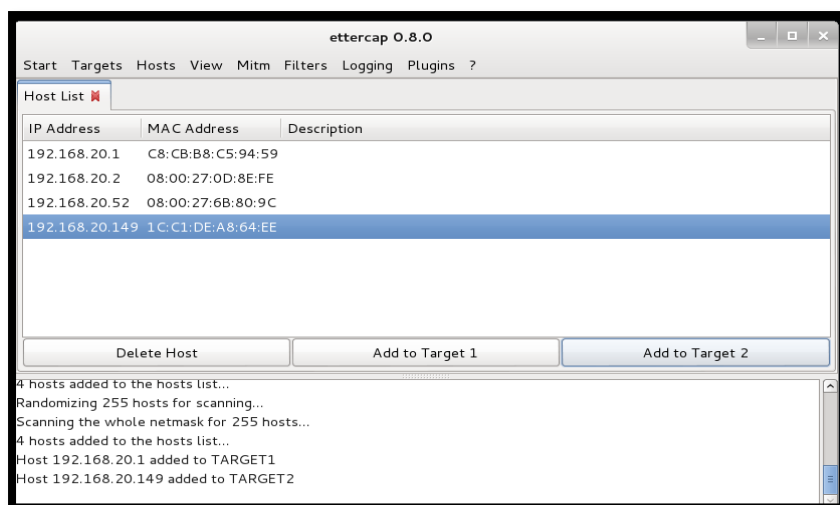 ettercap 0.8.0
Start Targets Hosts View Mitm Filters Logging Plugins ?
Host List
IP Address MAC Address Description
192.168.20.1 C8:CB:B8:C5:94:59
192.168.20.2 08:00:27:0D:8E:FE
192.168.20.52 08:00:27:6B:80:9C
192.168.20.149 1C:C1:DE:A8:64:EE
Delete Host Add to Target 1 Add to Target 2
4 hosts added to the hosts list...
Randomizing 255 hosts for scanning...
Scanning the whole netmask for 255 hosts...
4 hosts added to the hosts list...
Host 192.168.20.1 added to TARGET1
Host 192.168.20.149 added to TARGET2